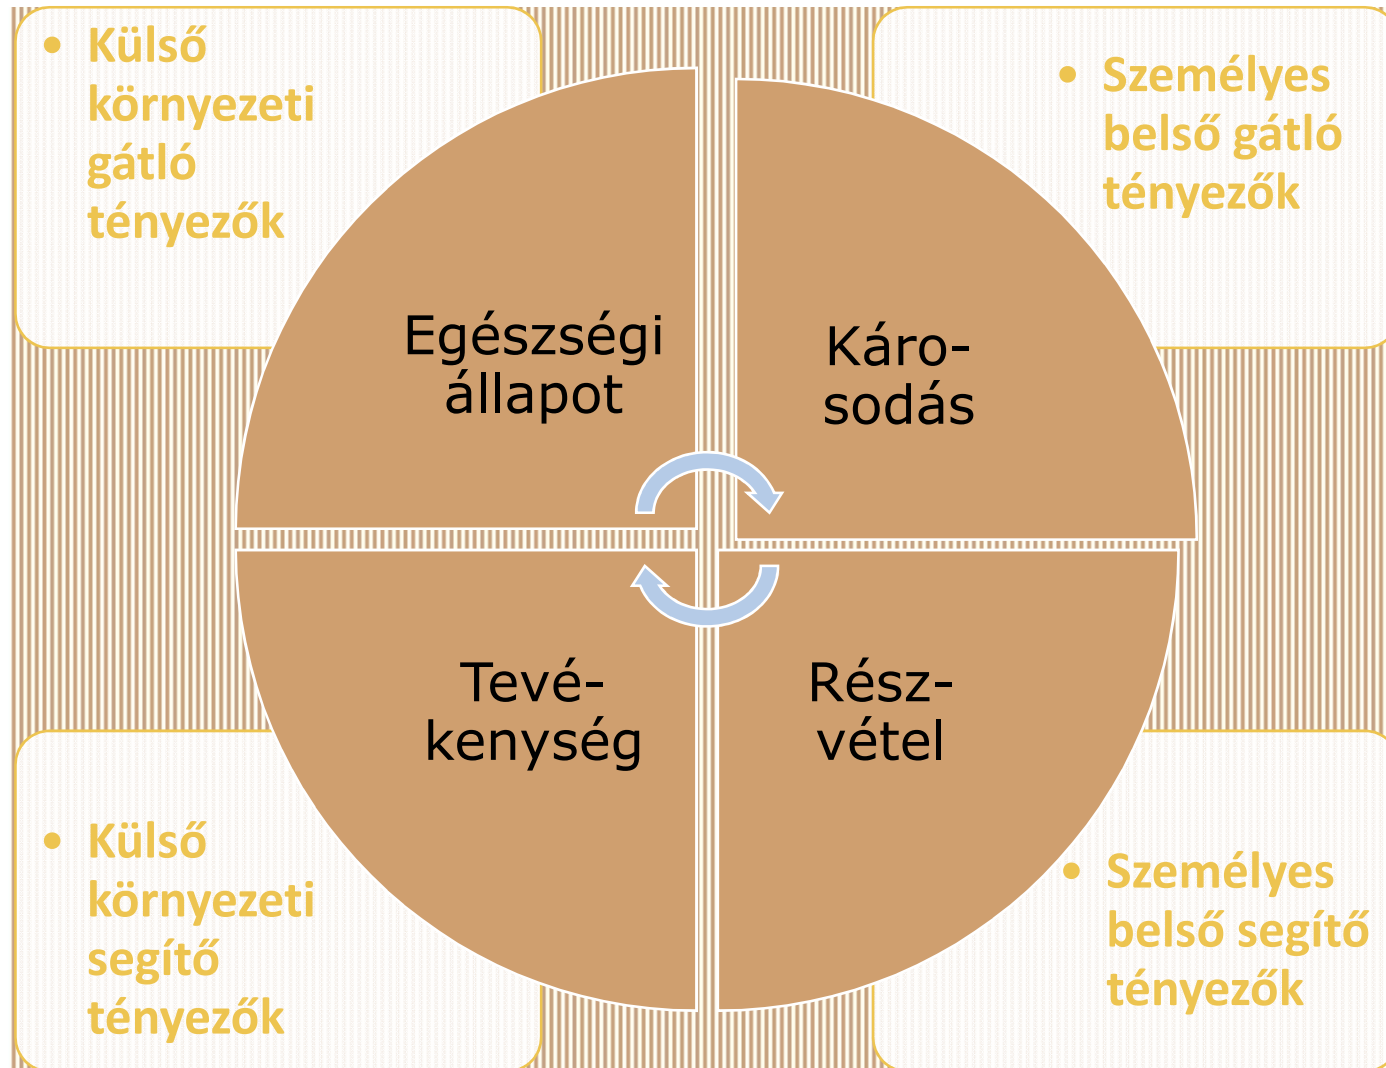 • Külső
környezeti
gátló
tényezők
• Személyes
belső gátló
tényezők
Egészségi
állapot
Káro-
sodás
Tevé-
kenység
Rész-
vétel
• Külső
környezeti
segítő
tényezők
• Személyes
belső segítő
tényezők